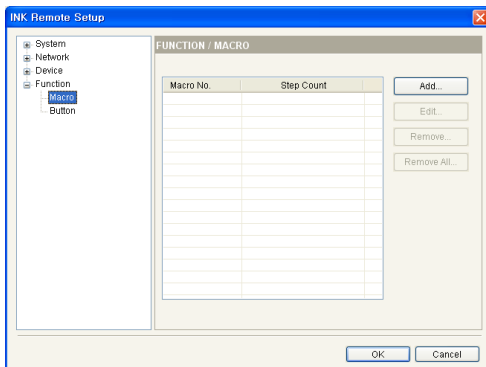 INK Remote Setup
System
Network
Device
Function
Macro
Button
FUNCTION / MACRO
Macro No. Step Count
Add...
Edit...
Remove...
Remove All...
OK Cancel